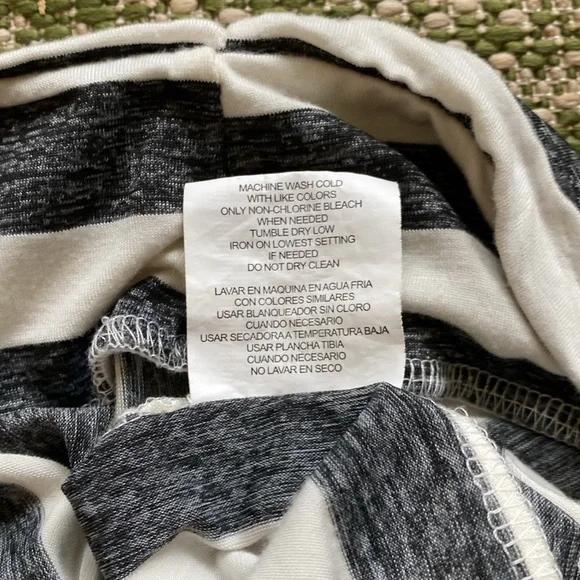 MACHINE WASH COLD
WITH LIKE COLORS
ONLY NON-CHLORINE BLEACH
WHEN NEEDED
TUMBLE DRY LOW
IRON ON LOWEST SETTING
IF NEEDED
DO NOT DRY CLEAN
LAVAR EN MAQUINA EN AGUA FRIA
CON COLORES SIMILARES
USAR BLANQUEADOR SIN CLORO
CUANDO NECESARIO
USAR SECADORA A TEMPERATURA BAJA
USAR PLANCHA TIBIA
CUANDO NECESARIO
NO LAVAR EN SECO